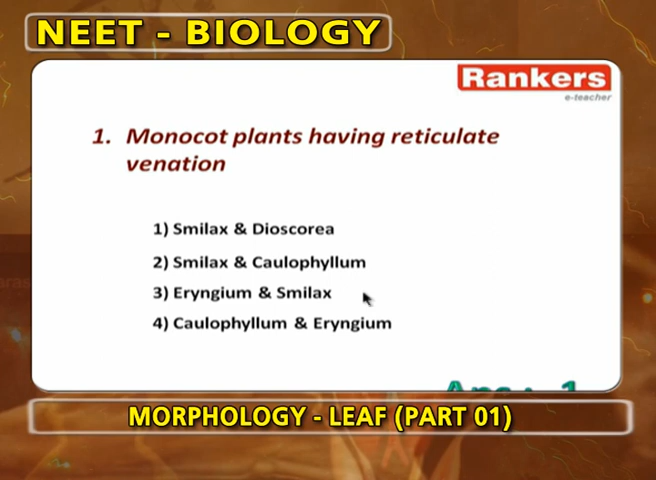 NEET - BIOLOGY
Rankers
e-teacher
1. Monocot plants having reticulate
venation
1) Smilax & Dioscorea
2) Smilax & Caulophyllum
3) Eryngium & Smilax
4) Caulophyllum & Eryngium
MORPHOLOGY - LEAF (PART 01)